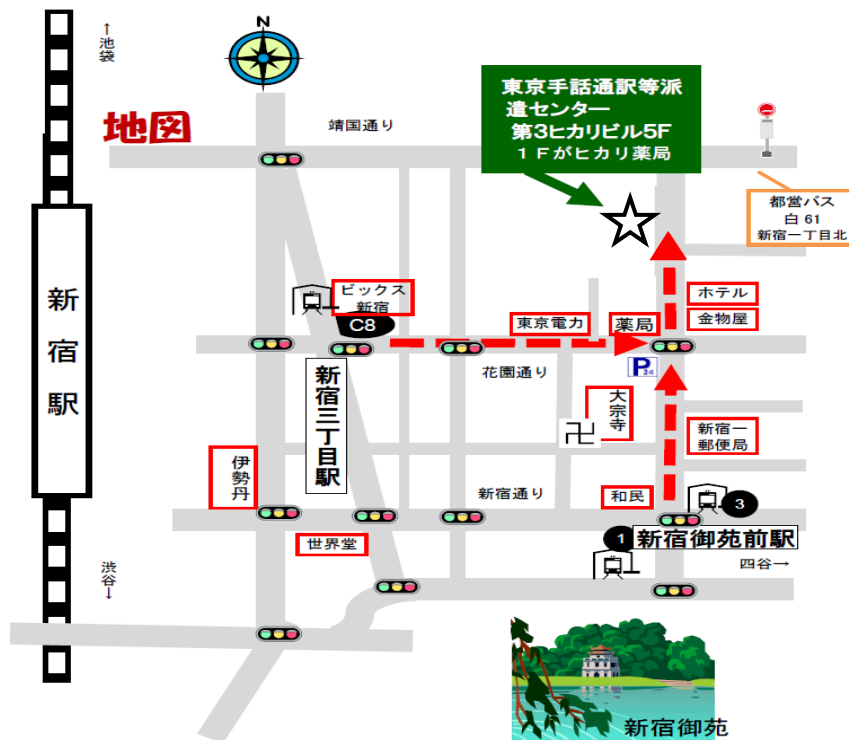 N
↑池袋
地図
靖国通り
東京手話通訳等派
遣センター
第3ヒカリビル5F
1Fがヒカリ薬局
都営バス
白61
新宿一丁目北
新宿駅
ビックス
新宿
C8
東京電力
薬局
ホテル
金物屋
花園通り
P
24
新宿三丁目駅
大宗寺
卍
新宿一
郵便局
伊勢丹
新宿通り
和民
3
世界堂
1
新宿御苑前駅
四谷→
渋谷↓
新宿御苑